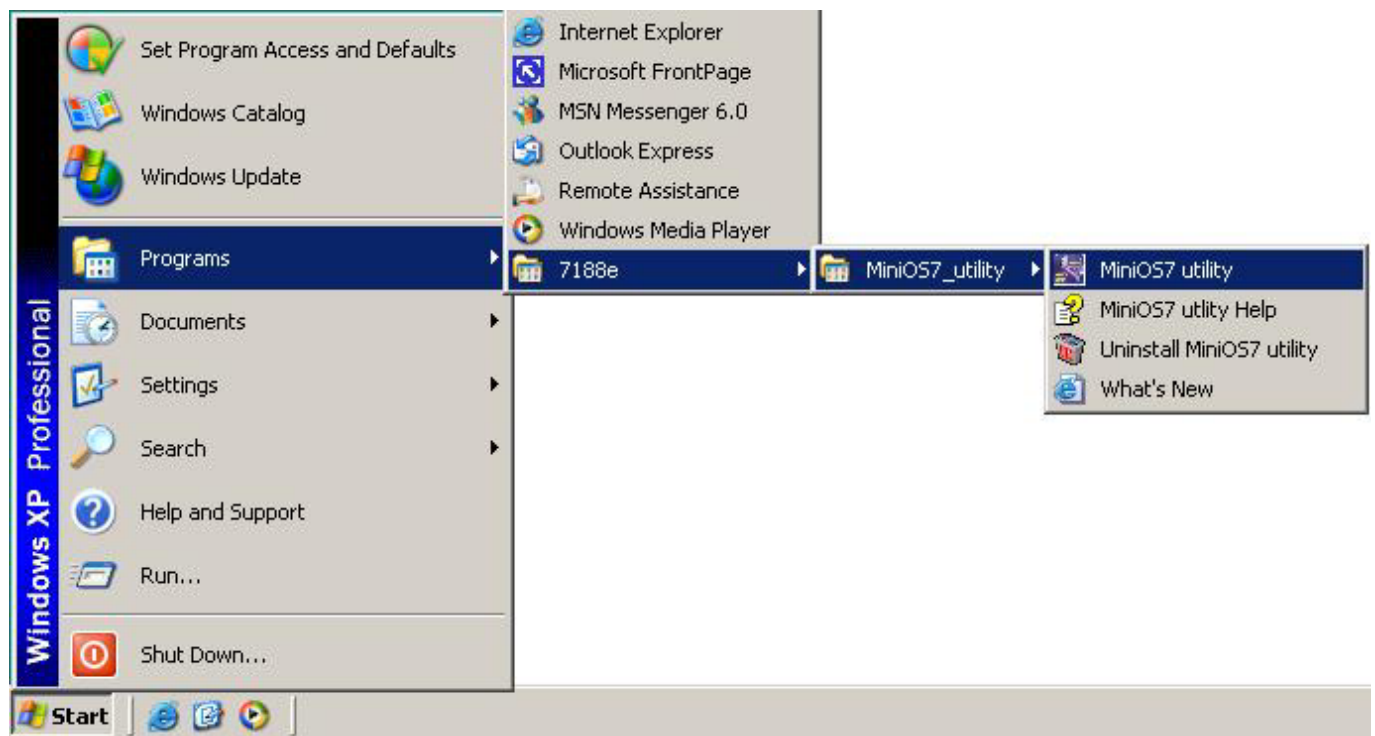 Windows XP Professional
Set Program Access and Defaults
Windows Catalog
Windows Update
Programs
Documents
Settings
Search
Help and Support
Run...
Shut Down...
Internet Explorer
Microsoft FrontPage
MSN Messenger 6.0
Outlook Express
Remote Assistance
Windows Media Player
7188e
MiniOS7_utility
MiniOS7 utility
MiniOS7 utlity Help
Uninstall MiniOS7 utility
What's New
Start